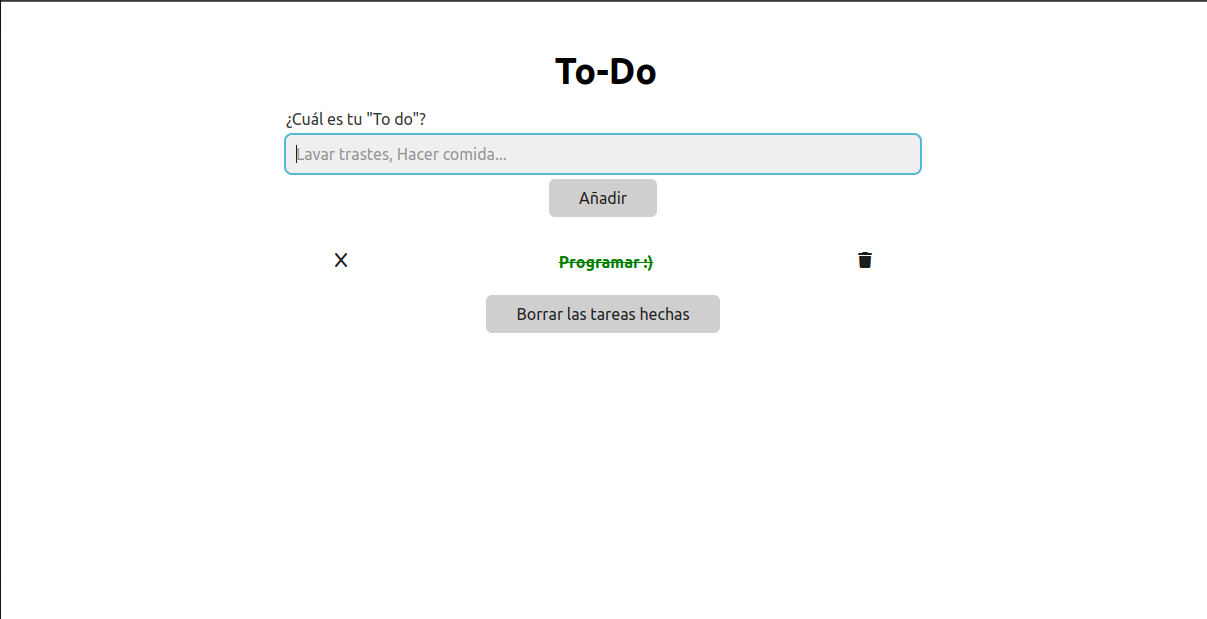 To-Do
¿Cuál es tu "To do"?
Lavar trastes, Hacer comida...
Añadir
Programar :)
Borrar las tareas hechas